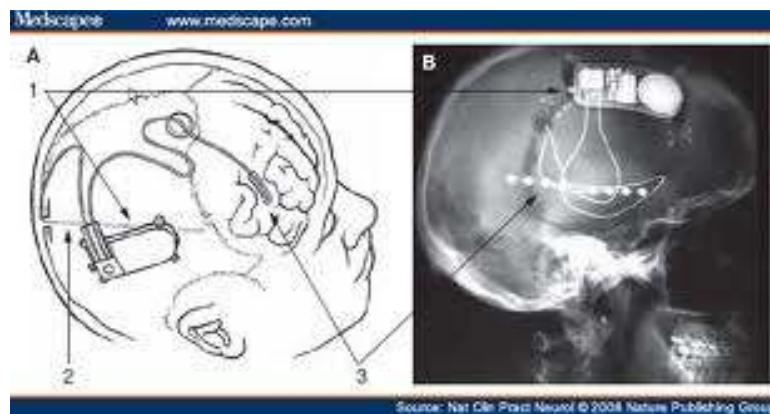 Medscape® www.medscape.com
A
B
1
2
3
Source: Nat Clin Pract Neurol © 2008 Nature Publishing Group